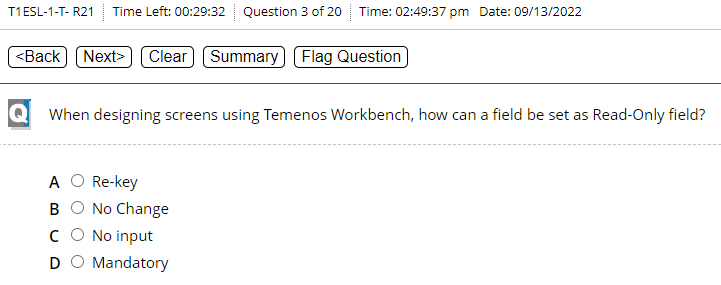 T1ESL-1-T- R21 Time Left: 00:29:32 Question 3 of 20 Time: 02:49:37 pm Date: 09/13/2022
<Back Next> Clear Summary Flag Question
Q When designing screens using Temenos Workbench, how can a field be set as Read-Only field?
A Re-key
B No Change
C No input
D Mandatory